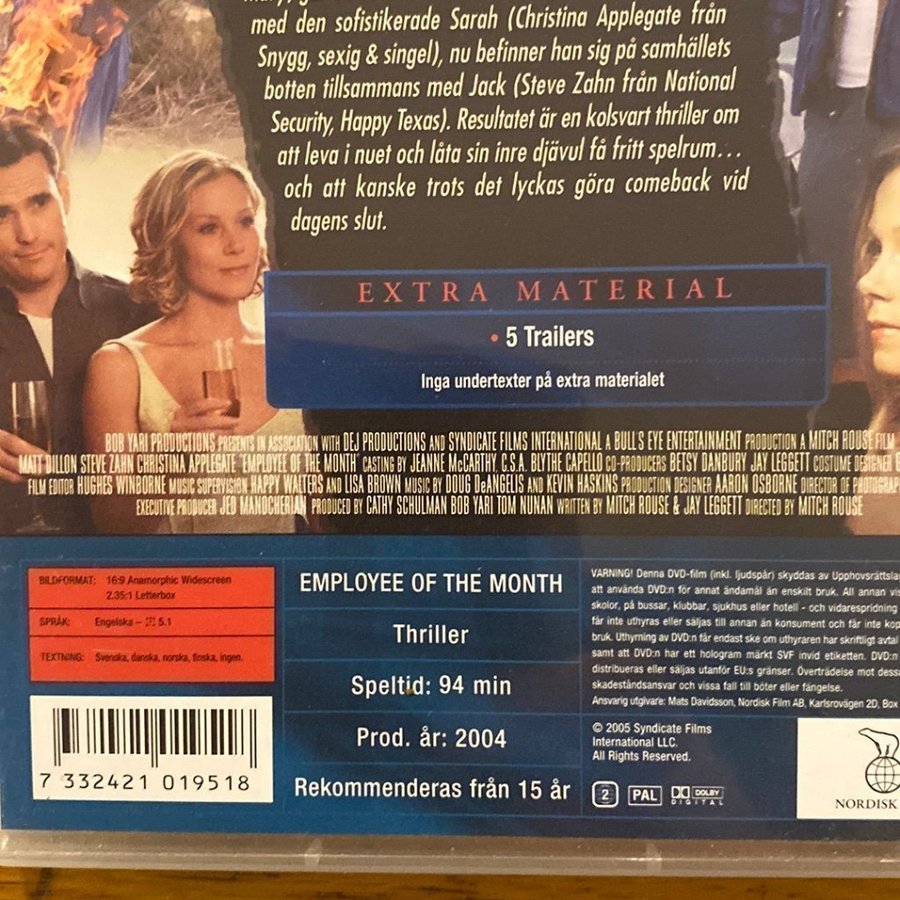 med den sofistikerade Sarah (Christina Applegate från
Snygg, sexig & singel), nu befinner han sig på samhällets
botten tillsammans med Jack (Steve Zahn från National
Security, Happy Texas). Resultatet är en kolsvart thriller om
att leva i nuet och låta sin inre djävul få fritt spelrum...
och att kanske trots det lyckas göra comeback vid
dagens slut.
EXTRA MATERIAL
• 5 Trailers
Inga undertexter på extra materialet
BOB YARI PRODUCTIONS PRESENTS IN ASSOCIATION WITH DEJ PRODUCTIONS AND SYNDICATE FILMS INTERNATIONAL A BULLS EYE ENTERTAINMENT PRODUCTION A MITCH ROUSE FILM
MATT DILLON STEVE ZAHN CHRISTINA APPLEGATE "EMPLOYEE OF THE MONTH" CASTING BY JEANNE McCARTHY C.S.A. BLYTHE CAPELLO CO-PRODUCERS BETSY DANBURY JAY LEGGETT COSTUME DESIGNER
FILM EDITOR HUGHES WINBORNE MUSIC SUPERVISION HAPPY WALTERS AND LISA BROWN MUSIC BY DOUG DeANGELIS AND KEVIN HASKINS PRODUCTION DESIGNER AARON OSBORNE DIRECTOR OF PHOTOGRAP
EXECUTIVE PRODUCER JED MANOCHERIAN PRODUCED BY CATHY SCHULMAN BOB YARI TOM NUNAN WRITTEN BY MITCH ROUSE & JAY LEGGETT DIRECTED BY MITCH ROUSE
BILDFORMAT: 16:9 Anamorphic Widescreen
2.35:1 Letterbox
SPRÅK: Engelska – 5.1
TEXTNING: Svenska, danska, norska, finska, ingen.
7 332421 019518
EMPLOYEE OF THE MONTH
Thriller
Speltid: 94 min
Prod. år: 2004
Rekommenderas från 15 år
VARNING! Denna DVD-film (inkl. ljudspår) skyddas av Upphovsrättslag
att använda DVD:n för annat ändamål än enskilt bruk. All annan vis
skolor, på bussar, klubbar, sjukhus eller hotell - och vidarespridning
får inte uthyras eller säljas till annan än konsument och får inte kop
bruk. Uthyrning av DVD:n får endast ske om uthyraren har skriftligt avtal
samt att DVD:n har ett hologram märkt SVF invid etiketten. DVD:n
distribueras eller säljas utanför EU:s gränser. Överträdelse mot dessa
skadeståndsansvar och vissa fall till böter eller fängelse.
Ansvarig utgivare: Mats Davidsson, Nordisk Film AB, Karlsrovägen 2D, Box
© 2005 Syndicate Films
International LLC.
All Rights Reserved.
2 PAL DOLBY
DIGITAL
NORDISK